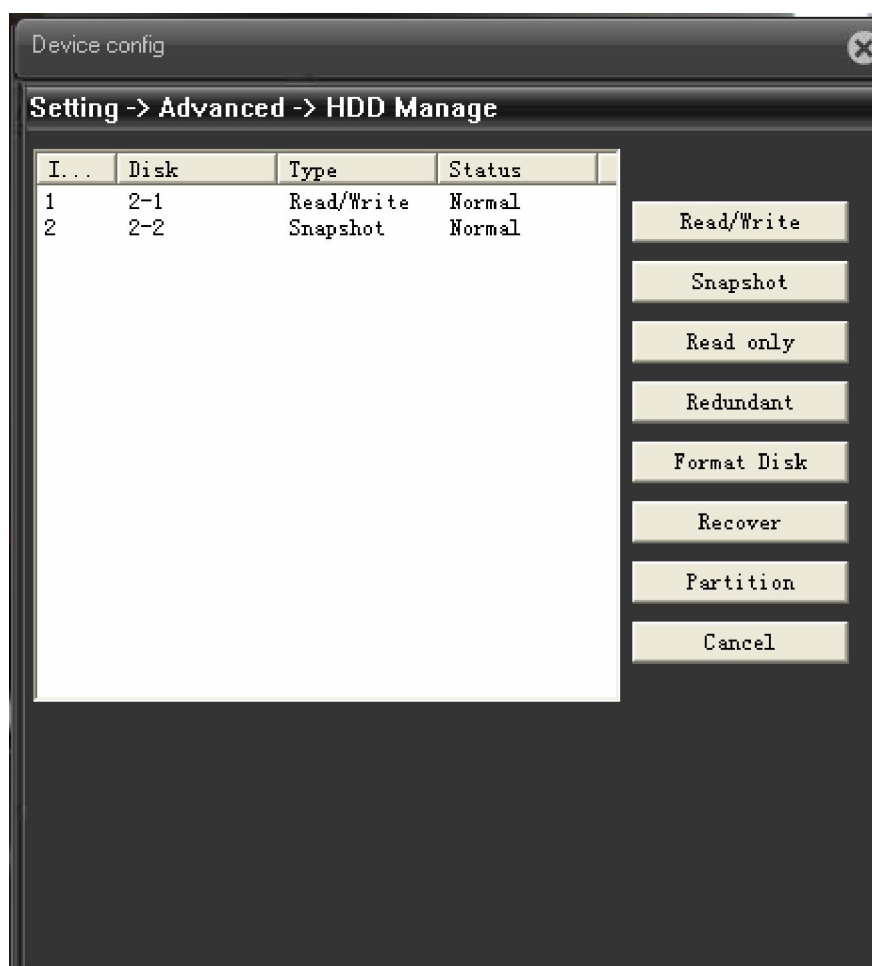 Device config
Setting -> Advanced -> HDD Manage
I... Disk Type Status
1 2-1 Read/Write Normal
2 2-2 Snapshot Normal
Read/Write
Snapshot
Read only
Redundant
Format Disk
Recover
Partition
Cancel